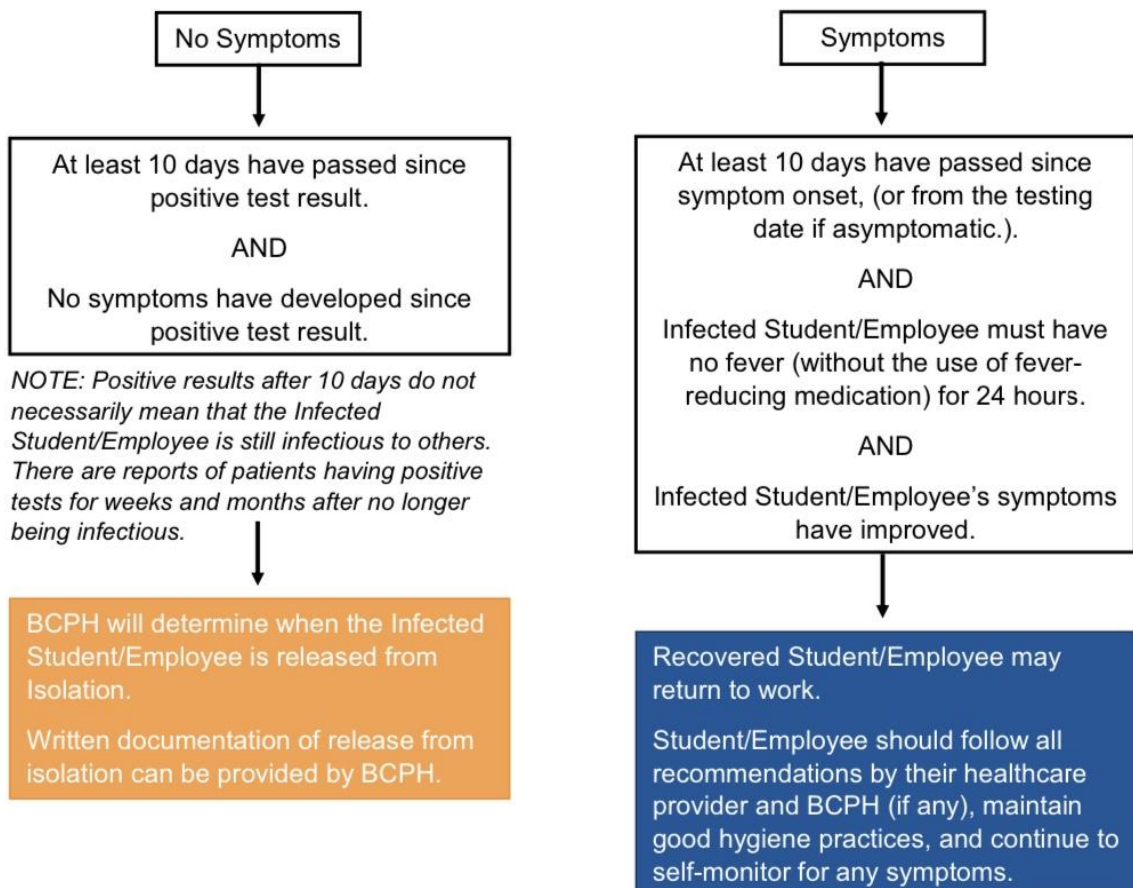 No Symptoms
At least 10 days have passed since
positive test result.
AND
No symptoms have developed since
positive test result.
NOTE: Positive results after 10 days do not
necessarily mean that the Infected
Student/Employee is still infectious to others.
There are reports of patients having positive
tests for weeks and months after no longer
being infectious.
BCPH will determine when the Infected
Student/Employee is released from
Isolation.
Written documentation of release from
isolation can be provided by BCPH.
Symptoms
At least 10 days have passed since
symptom onset, (or from the testing
date if asymptomatic.).
AND
Infected Student/Employee must have
no fever (without the use of fever-
reducing medication) for 24 hours.
AND
Infected Student/Employee’s symptoms
have improved.
Recovered Student/Employee may
return to work.
Student/Employee should follow all
recommendations by their healthcare
provider and BCPH (if any), maintain
good hygiene practices, and continue to
self-monitor for any symptoms.